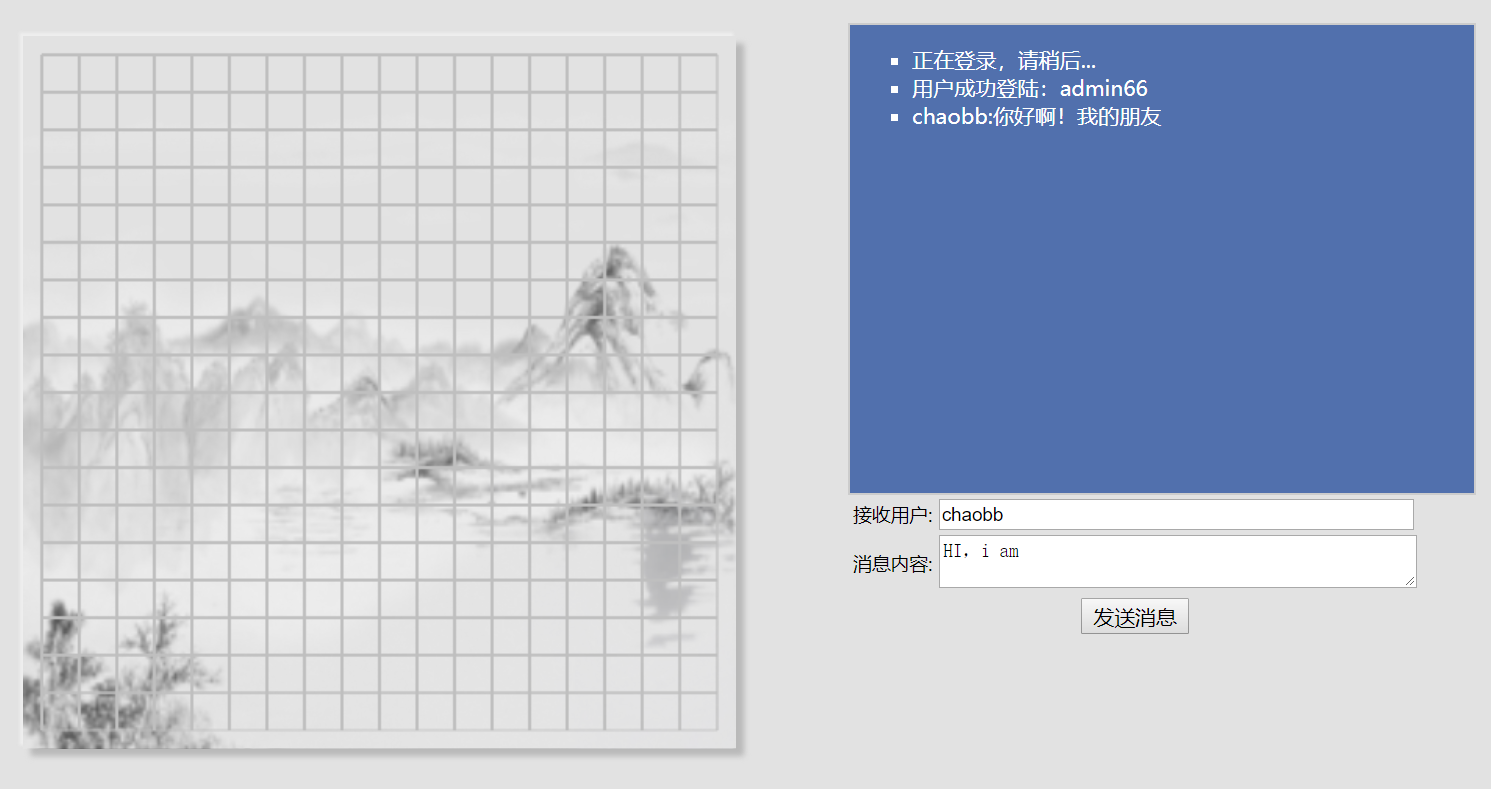 正在登录，请稍后...
用户成功登陆：admin66
chaobb:你好啊！我的朋友
接收用户: chaobb
消息内容: HI，i am
发送消息